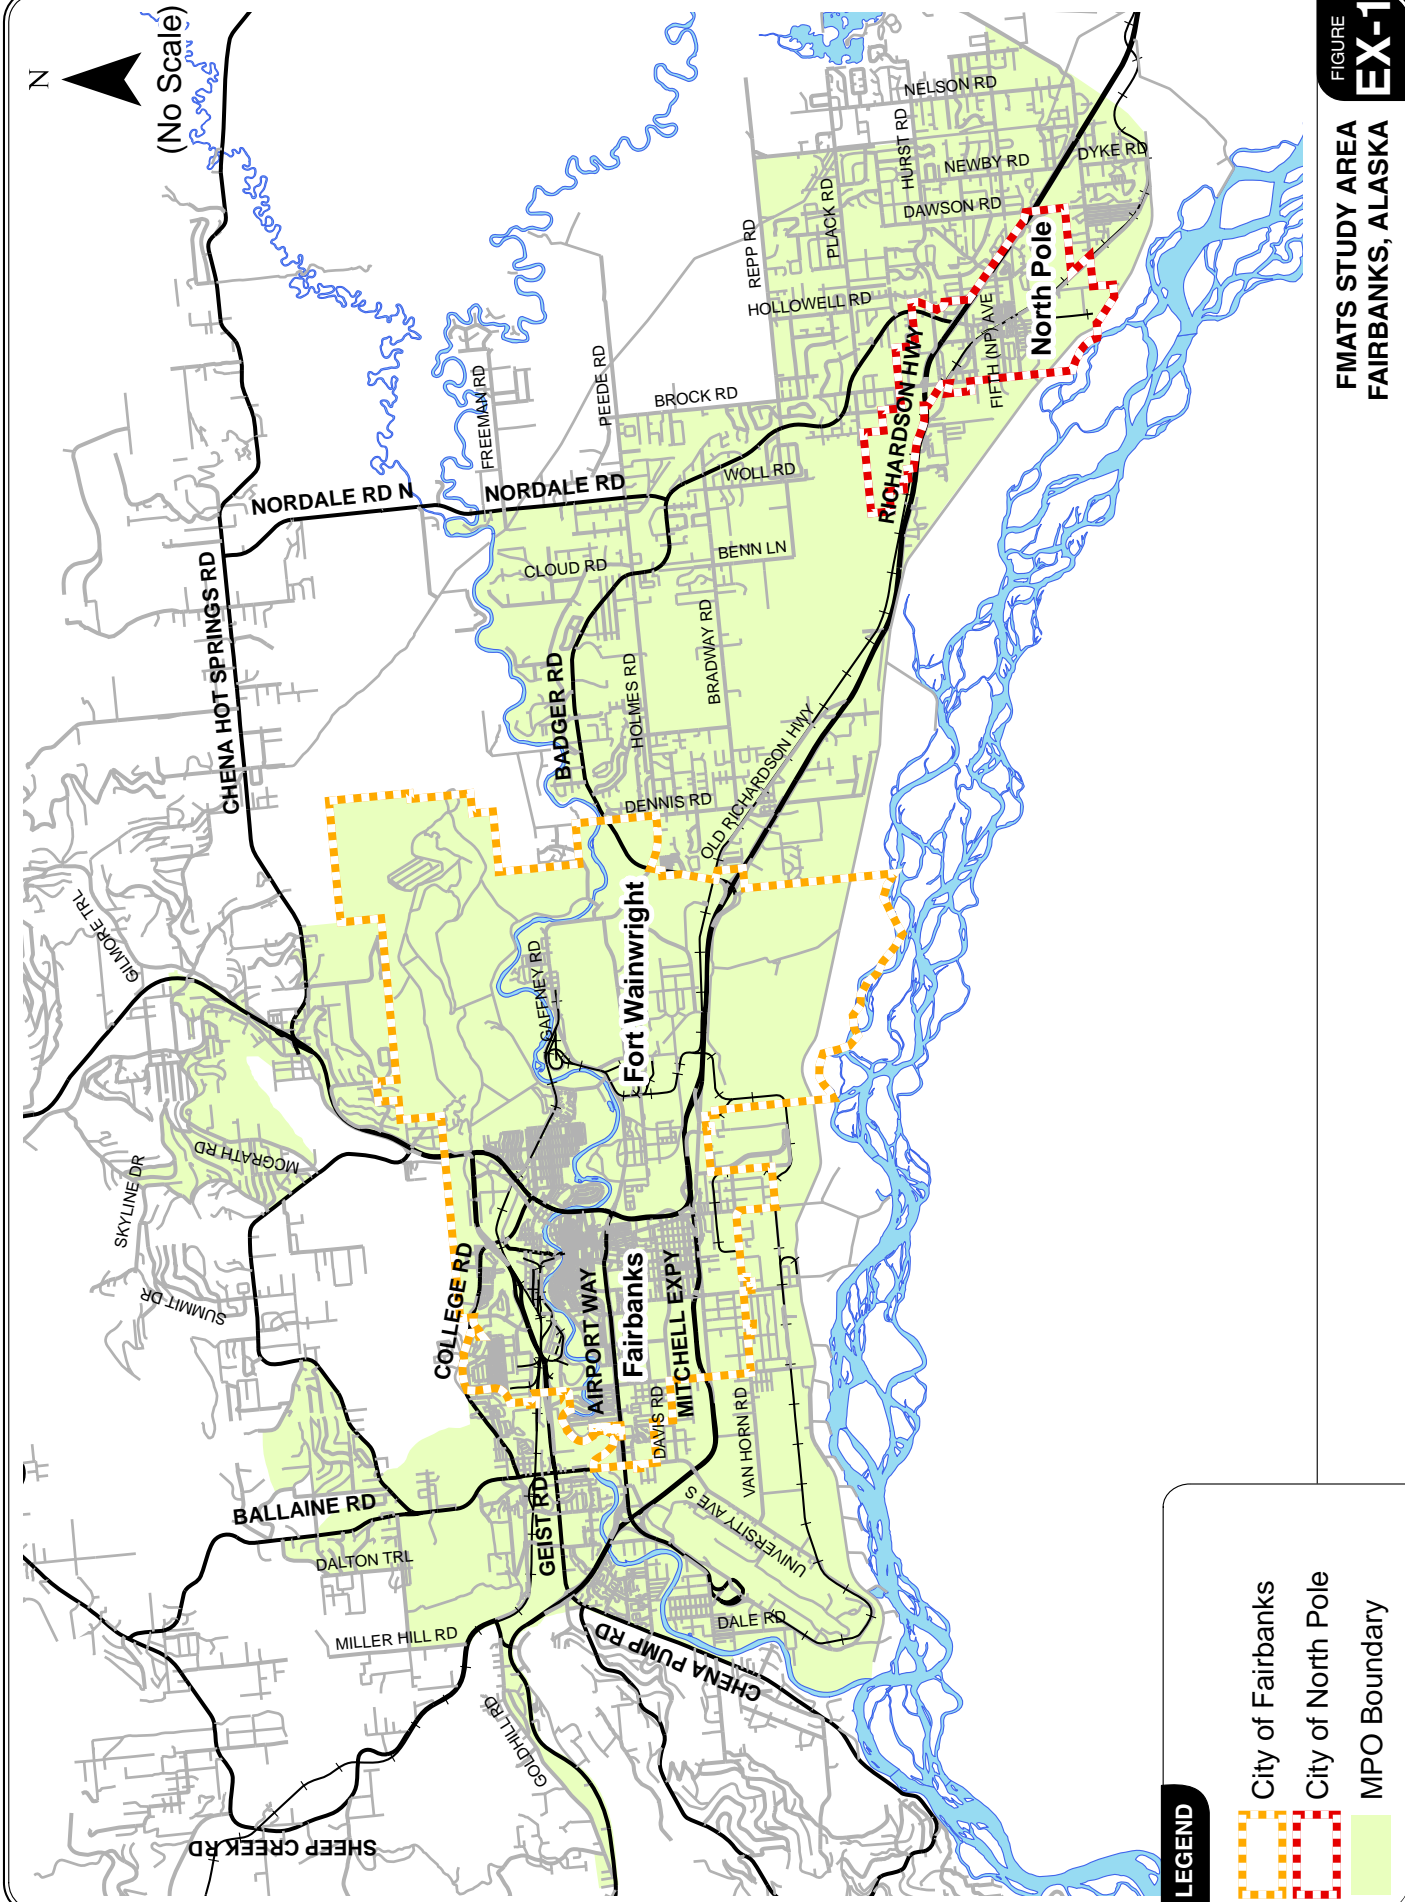 N
(No Scale)
FIGURE
EX-1
FMATS STUDY AREA
FAIRBANKS, ALASKA
CHENA HOT SPRINGS RD
NORDALE RD N
NORDALE RD
FREEMAN RD
PEEDE RD
BROCK RD
REPP RD
PLACK RD
HURST RD
NELSON RD
NEWBY RD
DYKE RD
DAWSON RD
HOLLOWELL RD
FIFTH (NP) AVE
North Pole
RICHARDSON HWY
WOLL RD
BENN LN
CLOUD RD
BRADWAY RD
HOLMES RD
BADGER RD
DENNIS RD
OLD RICHARDSON HWY
GILMORE TRL
GAFFNEY RD
Fort Wainwright
MCGRATH RD
SKYLINE DR
SUMMIT DR
COLLEGE RD
AIRPORT WAY
Fairbanks
MITCHELL EXPY
DAVIS RD
VAN HORN RD
UNIVERSITY AVE S
BALLAINE RD
DALTON TRL
GEIST RD
MILLER HILL RD
DALE RD
CHENA PUMP RD
GOLDHILL RD
SHEEP CREEK RD
LEGEND
City of Fairbanks
City of North Pole
MPO Boundary